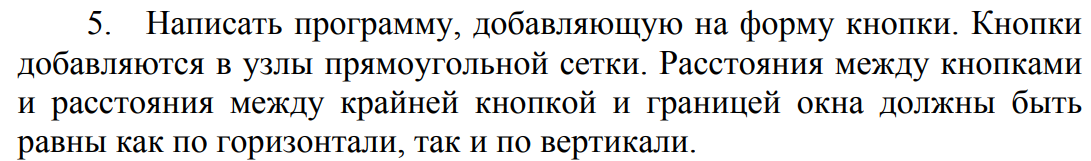 5. Написать программу, добавляющую на форму кнопки. Кнопки
добавляются в узлы прямоугольной сетки. Расстояния между кнопками
и расстояния между крайней кнопкой и границей окна должны быть
равны как по горизонтали, так и по вертикали.